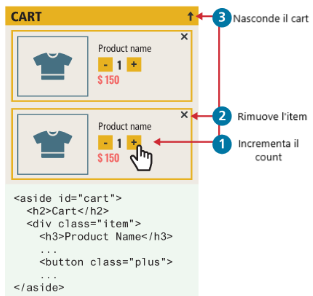 CART ↑
3 Nasconde il cart
×
Product name
- 1 +
$ 150
×
2 Rimuove l'item
Product name
- 1 +
1 Incrementa il
count
$ 150
<aside id="cart">
<h2>Cart</h2>
<div class="item">
<h3>Product Name</h3>
...
<button class="plus">
...
</aside>